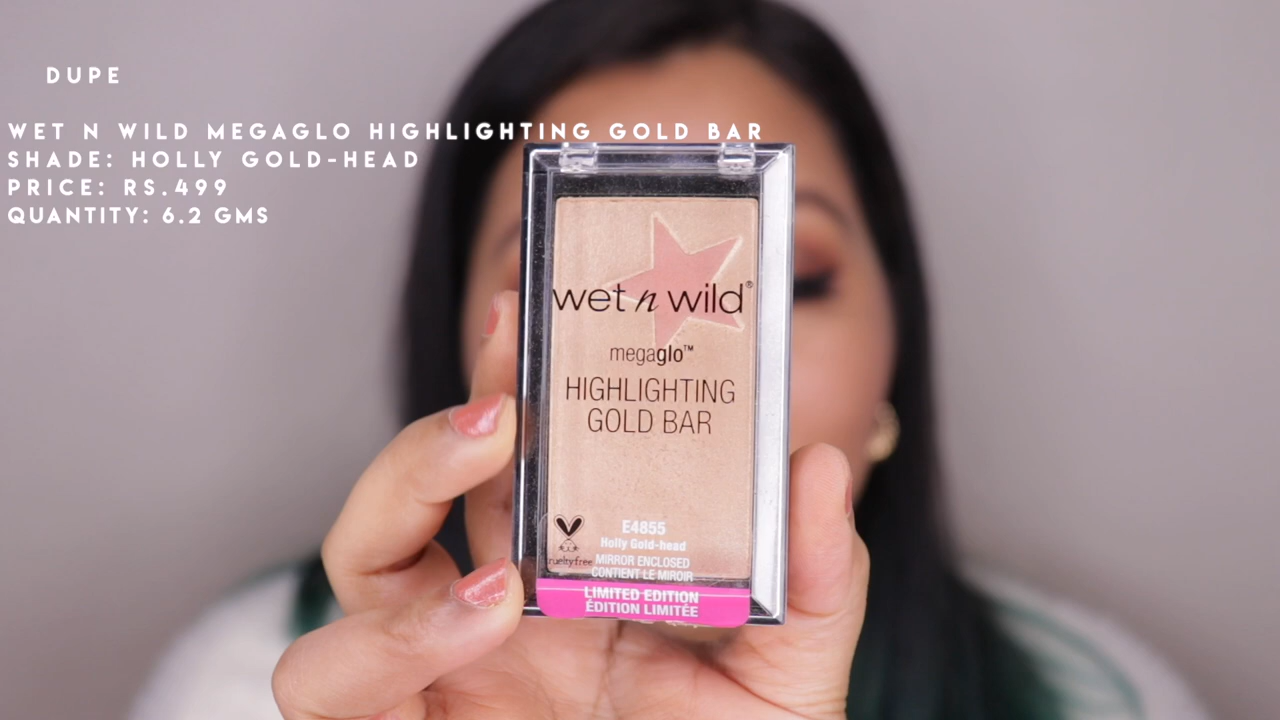 DUPE
WET N WILD MEGAGLO HIGHLIGHTING GOLD BAR
SHADE: HOLLY GOLD-HEAD
PRICE: RS.499
QUANTITY: 6.2 GMS
wet n wild®
megaglo™
HIGHLIGHTING
GOLD BAR
E4855
Holly Gold-head
crueltyfree
MIRROR ENCLOSED
CONTIENT LE MIROIR
LIMITED EDITION
ÉDITION LIMITÉE